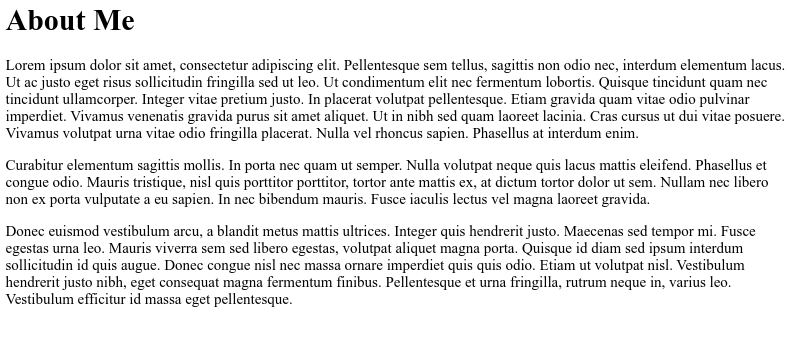 About Me
Lorem ipsum dolor sit amet, consectetur adipiscing elit. Pellentesque sem tellus, sagittis non odio nec, interdum elementum lacus.
Ut ac justo eget risus sollicitudin fringilla sed ut leo. Ut condimentum elit nec fermentum lobortis. Quisque tincidunt quam nec
tincidunt ullamcorper. Integer vitae pretium justo. In placerat volutpat pellentesque. Etiam gravida quam vitae odio pulvinar
imperdiet. Vivamus venenatis gravida purus sit amet aliquet. Ut in nibh sed quam laoreet lacinia. Cras cursus ut dui vitae posuere.
Vivamus volutpat urna vitae odio fringilla placerat. Nulla vel rhoncus sapien. Phasellus at interdum enim.
Curabitur elementum sagittis mollis. In porta nec quam ut semper. Nulla volutpat neque quis lacus mattis eleifend. Phasellus et
congue odio. Mauris tristique, nisl quis porttitor porttitor, tortor ante mattis ex, at dictum tortor dolor ut sem. Nullam nec libero
non ex porta vulputate a eu sapien. In nec bibendum mauris. Fusce iaculis lectus vel magna laoreet gravida.
Donec euismod vestibulum arcu, a blandit metus mattis ultrices. Integer quis hendrerit justo. Maecenas sed tempor mi. Fusce
egestas urna leo. Mauris viverra sem sed libero egestas, volutpat aliquet magna porta. Quisque id diam sed ipsum interdum
sollicitudin id quis augue. Donec congue nisl nec massa ornare imperdiet quis quis odio. Etiam ut volutpat nisl. Vestibulum
hendrerit justo nibh, eget consequat magna fermentum finibus. Pellentesque et urna fringilla, rutrum neque in, varius leo.
Vestibulum efficitur id massa eget pellentesque.